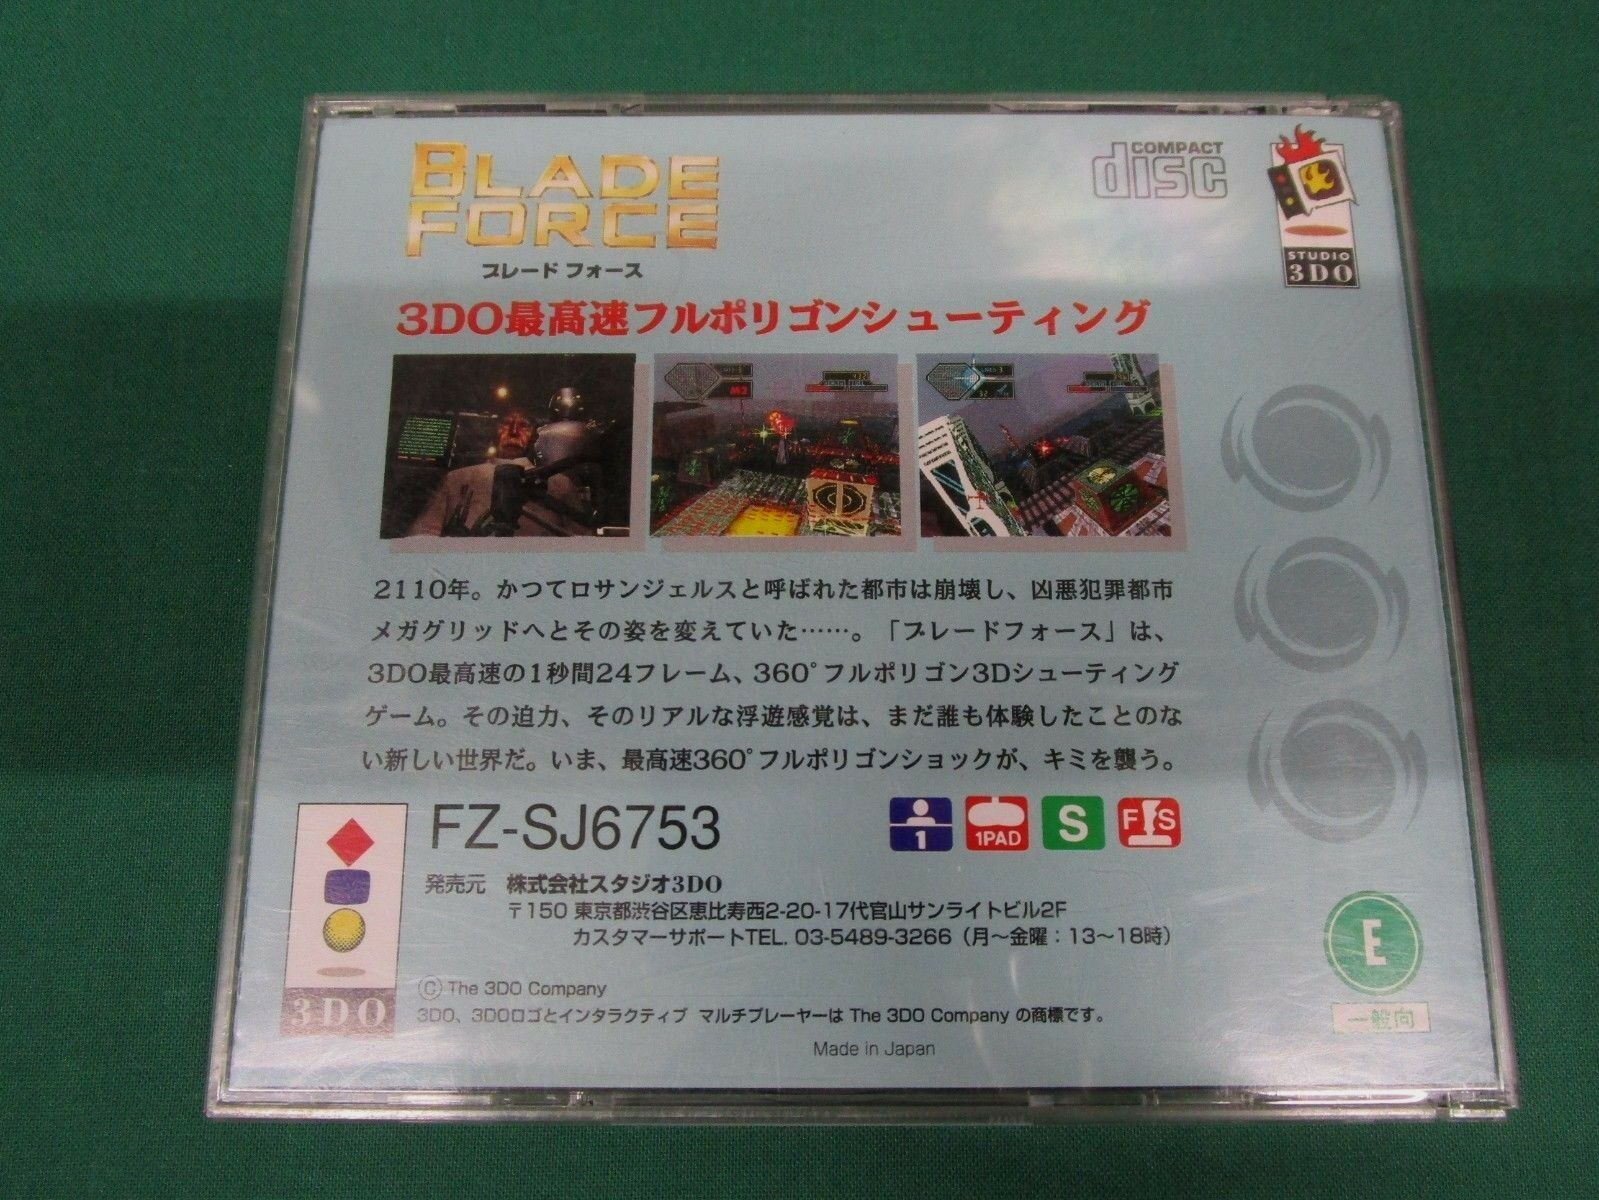 BLADE
FORCE
ブレード フォース
COMPACT
disc
STUDIO
3DO
3DO最高速フルポリゴンシューティング
2110年。かつてロサンジェルスと呼ばれた都市は崩壊し、凶悪犯罪都市
メガグリッドへとその姿を変えていた……。「ブレードフォース」は、
3DO最高速の1秒間24フレーム、360°フルポリゴン3Dシューティング
ゲーム。その迫力、そのリアルな浮遊感覚は、まだ誰も体験したことのな
い新しい世界だ。いま、最高速360°フルポリゴンショックが、キミを襲う。
FZ-SJ6753
1
1PAD
S
FS
発売元 株式会社スタジオ3DO
〒150 東京都渋谷区恵比寿西2-20-17代官山サンライトビル2F
カスタマーサポートTEL. 03-5489-3266（月～金曜：13～18時）
3DO
Ⓒ The 3DO Company
3DO、3DOロゴとインタラクティブ マルチプレーヤーは The 3DO Company の商標です。
Made in Japan
E
一般向